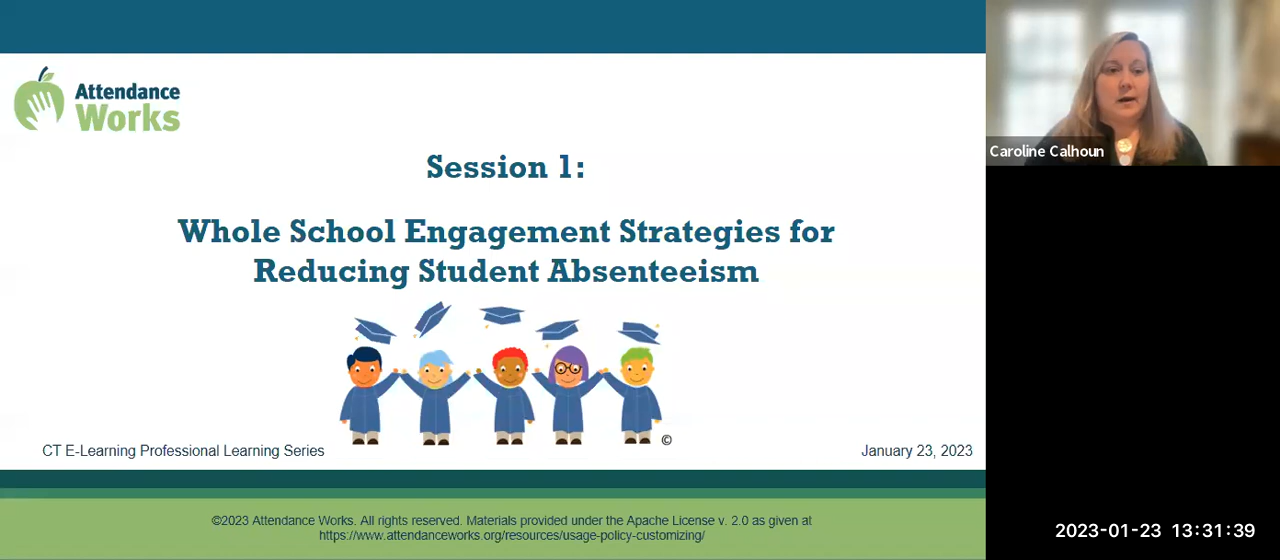 Attendance
Works
Session 1:
Whole School Engagement Strategies for
Reducing Student Absenteeism
©
CT E-Learning Professional Learning Series
January 23, 2023
©2023 Attendance Works. All rights reserved. Materials provided under the Apache License v. 2.0 as given at
https://www.attendanceworks.org/resources/usage-policy-customizing/
Caroline Calhoun
2023-01-23 13:31:39